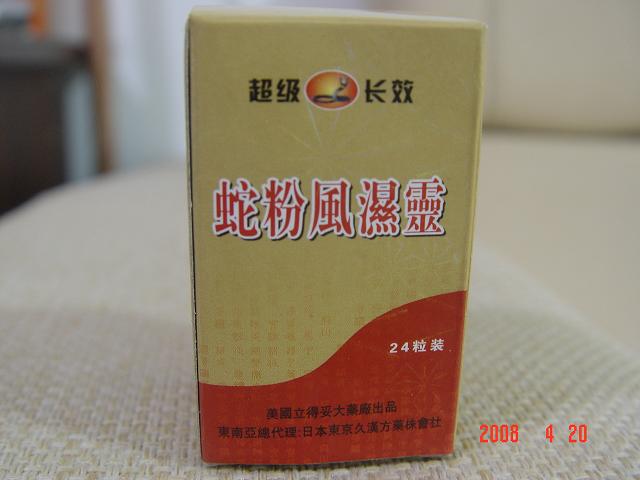 超级 长效
蛇粉風濕靈
24粒装
美國立得妥大藥廠出品
東南亞總代理:日本東京久漢方藥株會社
2008 4 20